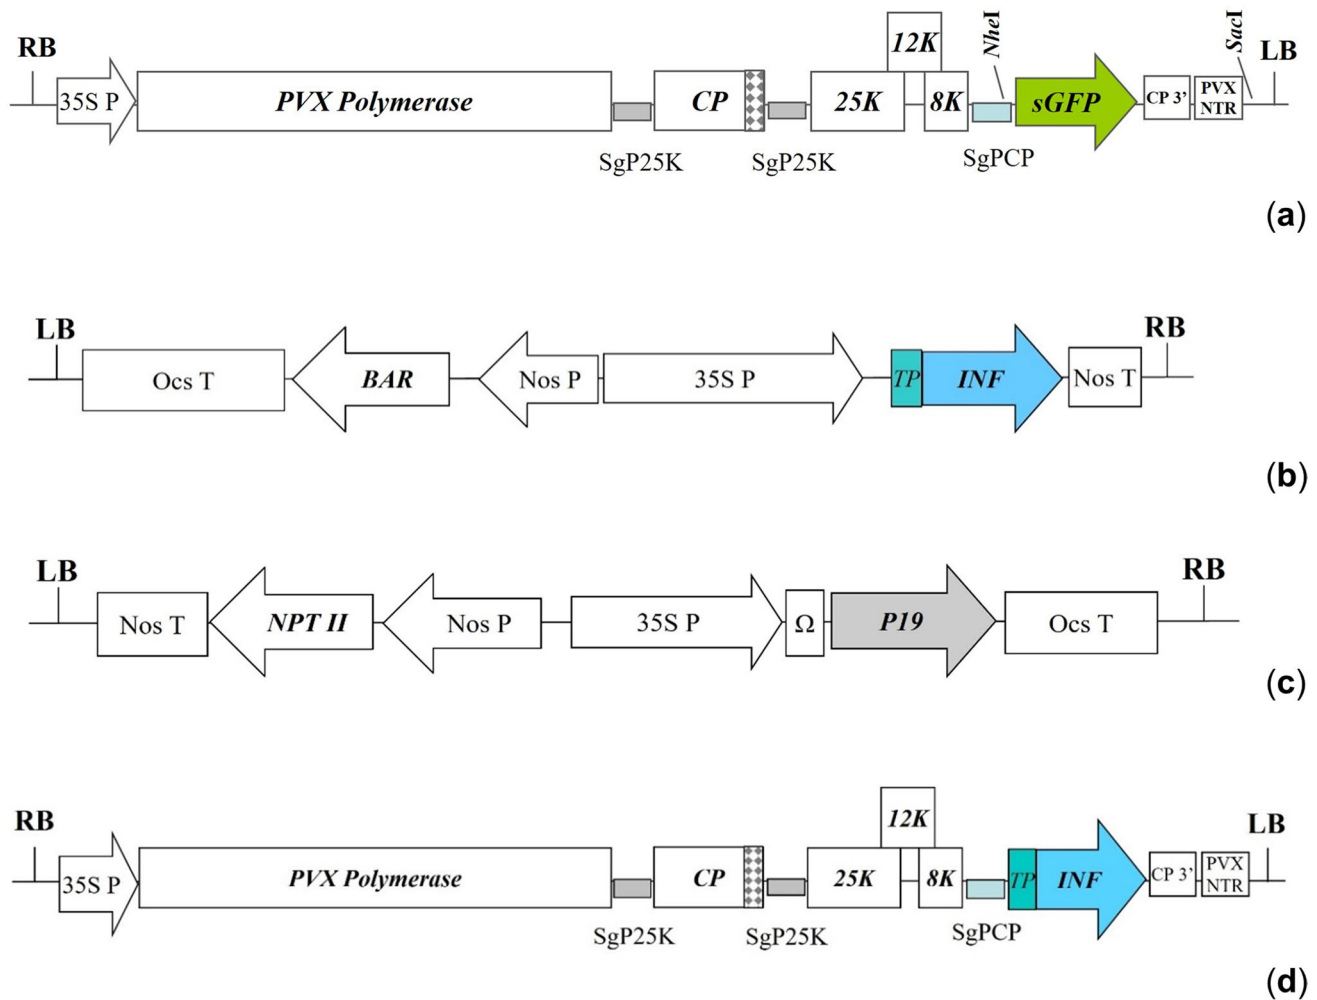 12K
NheI
SacI
RB
LB
35S P
PVX Polymerase
CP
25K
8K
sGFP
CP 3’
PVX
NTR
SgP25K
SgP25K
SgPCP
(a)
LB
RB
Ocs T
BAR
Nos P
35S P
TP
INF
Nos T
(b)
LB
RB
Nos T
NPT II
Nos P
35S P
Ω
P19
Ocs T
(c)
12K
RB
LB
35S P
PVX Polymerase
CP
25K
8K
TP
INF
CP 3’
PVX
NTR
SgP25K
SgP25K
SgPCP
(d)